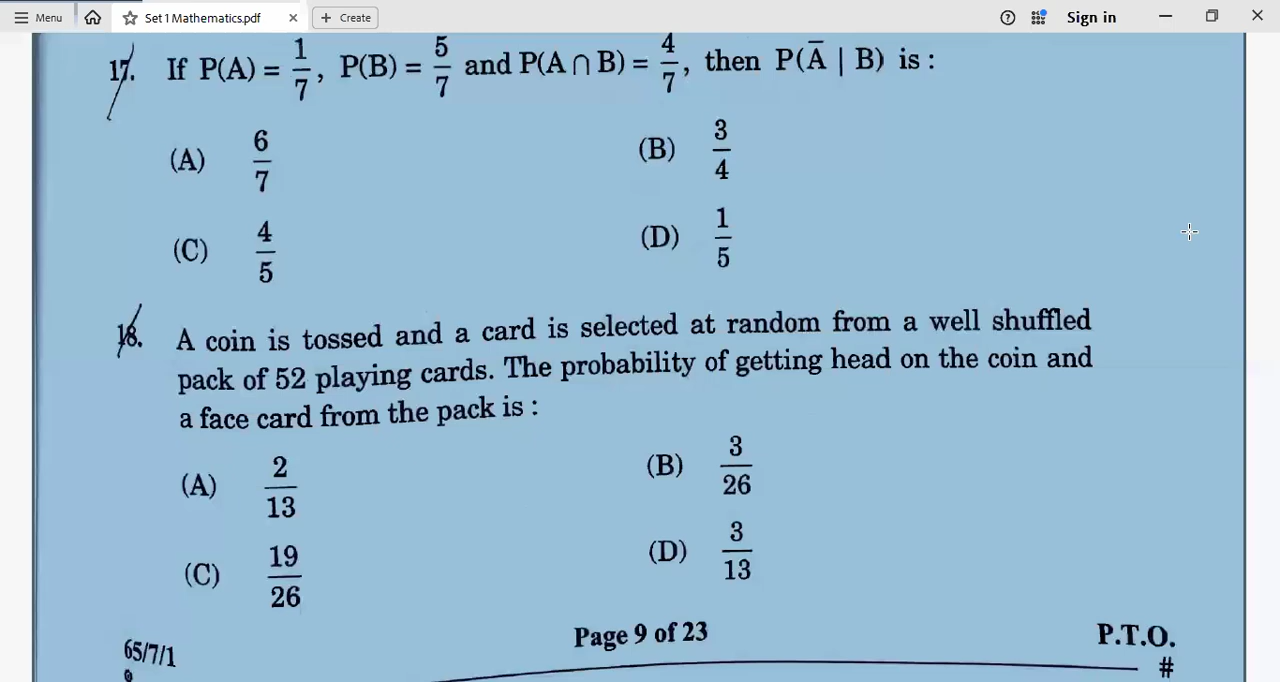 Menu Set 1 Mathematics.pdf × + Create Sign in
17. If P(A) = 1/7, P(B) = 5/7 and P(A ∩ B) = 4/7, then P(Ā | B) is :
(A) 6/7 (B) 3/4
(C) 4/5 (D) 1/5
18. A coin is tossed and a card is selected at random from a well shuffled
pack of 52 playing cards. The probability of getting head on the coin and
a face card from the pack is :
(A) 2/13 (B) 3/26
(C) 19/26 (D) 3/13
65/7/1 Page 9 of 23 P.T.O.
#